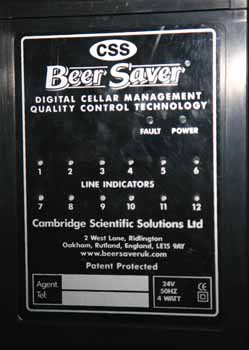 CSS
Beer Saver®
DIGITAL CELLAR MANAGEMENT
QUALITY CONTROL TECHNOLOGY
FAULT POWER
1 2 3 4 5 6
LINE INDICATORS
7 8 9 10 11 12
Cambridge Scientific Solutions Ltd
2 West Lane, Ridlington
Oakham, Rutland, England, LE15 9AY
www.beersaveruk.com
Patent Protected
Agent:
Tel:
24V
50HZ
4 WATT
CE